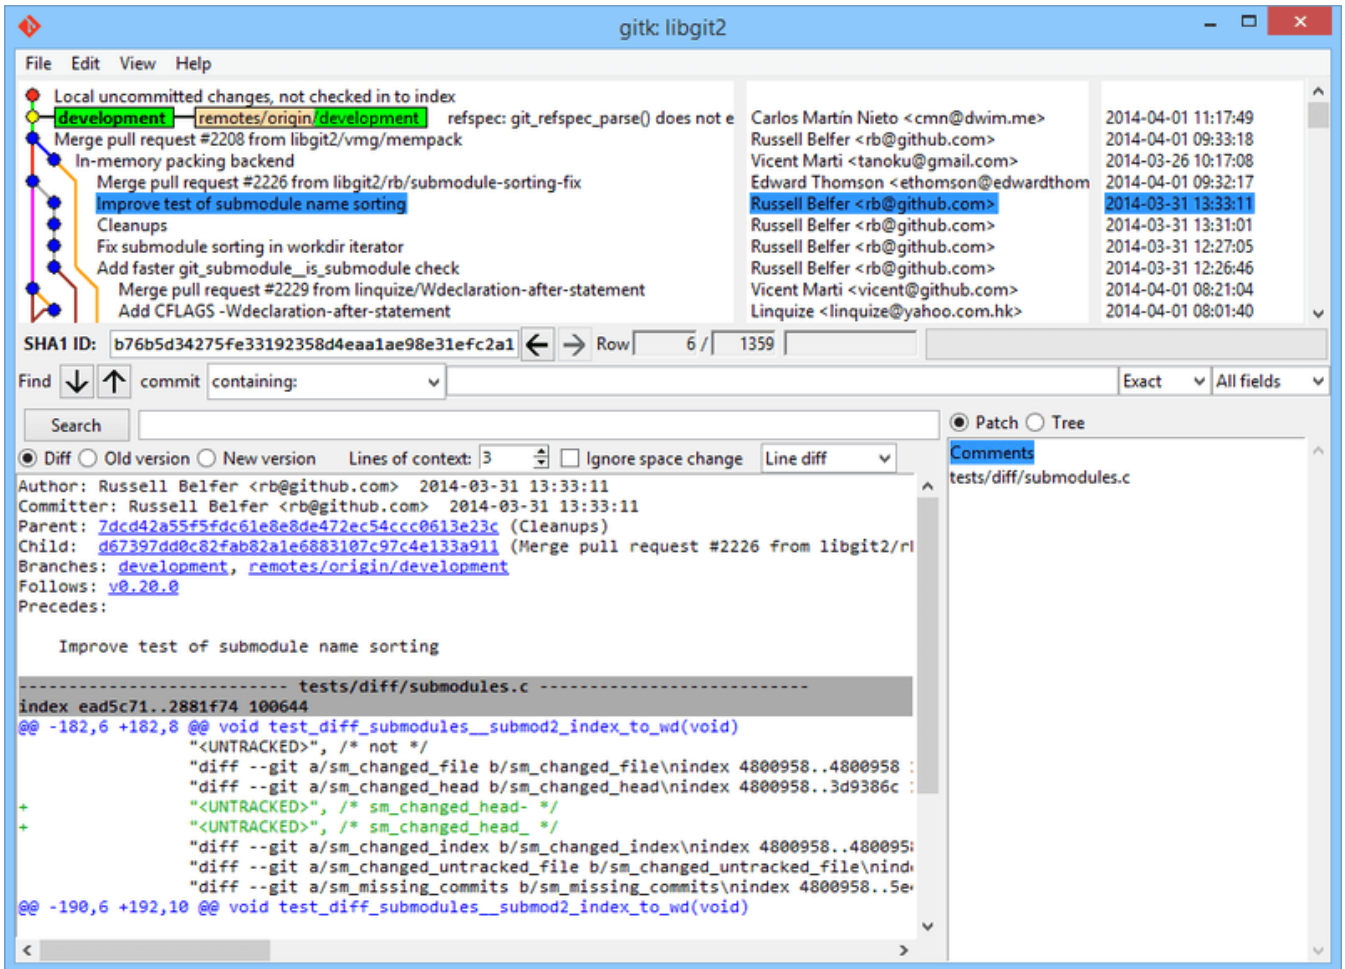 gitk: libgit2
File Edit View Help
Local uncommitted changes, not checked in to index
development remotes/origin/development refspec: git_refspec_parse() does not e Carlos Martín Nieto <cmn@dwim.me> 2014-04-01 11:17:49
Merge pull request #2208 from libgit2/vmg/mempack Russell Belfer <rb@github.com> 2014-04-01 09:33:18
In-memory packing backend Vicent Marti <tanoku@gmail.com> 2014-03-26 10:17:08
Merge pull request #2226 from libgit2/rb/submodule-sorting-fix Edward Thomson <ethomson@edwardthom 2014-04-01 09:32:17
Improve test of submodule name sorting Russell Belfer <rb@github.com> 2014-03-31 13:33:11
Cleanups Russell Belfer <rb@github.com> 2014-03-31 13:31:01
Fix submodule sorting in workdir iterator Russell Belfer <rb@github.com> 2014-03-31 12:27:05
Add faster git_submodule__is_submodule check Russell Belfer <rb@github.com> 2014-03-31 12:26:46
Merge pull request #2229 from linquize/Wdeclaration-after-statement Vicent Marti <vicent@github.com> 2014-04-01 08:21:04
Add CFLAGS -Wdeclaration-after-statement Linquize <linquize@yahoo.com.hk> 2014-04-01 08:01:40
SHA1 ID: b76b5d34275fe33192358d4eaa1ae98e31efc2a1 Row 6 / 1359
Find commit containing: Exact All fields
Search Patch Tree
Diff Old version New version Lines of context: 3 Ignore space change Line diff Comments
tests/diff/submodules.c
Author: Russell Belfer <rb@github.com> 2014-03-31 13:33:11
Committer: Russell Belfer <rb@github.com> 2014-03-31 13:33:11
Parent: 7dcd42a55f5fdc61e8e8de472ec54ccc0613e23c (Cleanups)
Child: d67397dd0c82fab82a1e6883107c97c4e133a911 (Merge pull request #2226 from libgit2/r
Branches: development, remotes/origin/development
Follows: v0.20.0
Precedes:
Improve test of submodule name sorting
--------------------------- tests/diff/submodules.c ---------------------------
index ead5c71..2881f74 100644
@@ -182,6 +182,8 @@ void test_diff_submodules__submod2_index_to_wd(void)
"<UNTRACKED>", /* not */
"diff --git a/sm_changed_file b/sm_changed_file\nindex 4800958..4800958
"diff --git a/sm_changed_head b/sm_changed_head\nindex 4800958..3d9386c
+ "<UNTRACKED>", /* sm_changed_head- */
+ "<UNTRACKED>", /* sm_changed_head_ */
"diff --git a/sm_changed_index b/sm_changed_index\nindex 4800958..480095
"diff --git a/sm_changed_untracked_file b/sm_changed_untracked_file\nind
"diff --git a/sm_missing_commits b/sm_missing_commits\nindex 4800958..5e
@@ -190,6 +192,10 @@ void test_diff_submodules__submod2_index_to_wd(void)